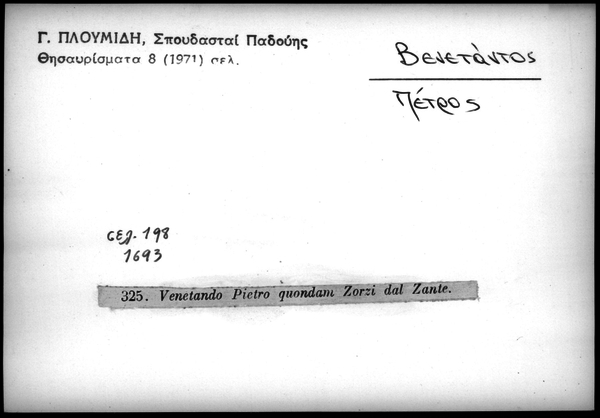 Γ. ΠΛΟΥΜΙΔΗ, Σπουδασταί Παδούης
Θησαυρίσματα 8 (1971) σελ.
Βενετάντος
Πέτρος
σελ. 198
1693
325. Venetando Pietro quondam Zorzi dal Zante.